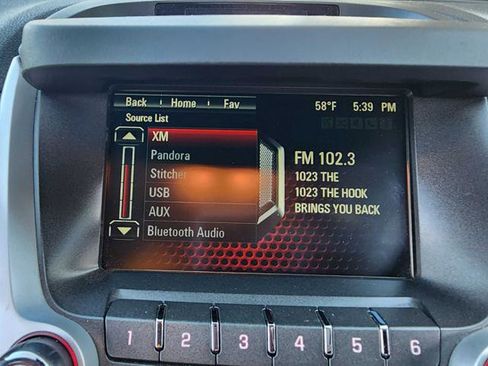 Back Home Fav
58°F 5:39 PM
Source List
XM
Pandora
Stitcher
USB
AUX
Bluetooth Audio
FM 102.3
1023 THE
1023 THE HOOK
BRINGS YOU BACK
1 2 3 4 5 6